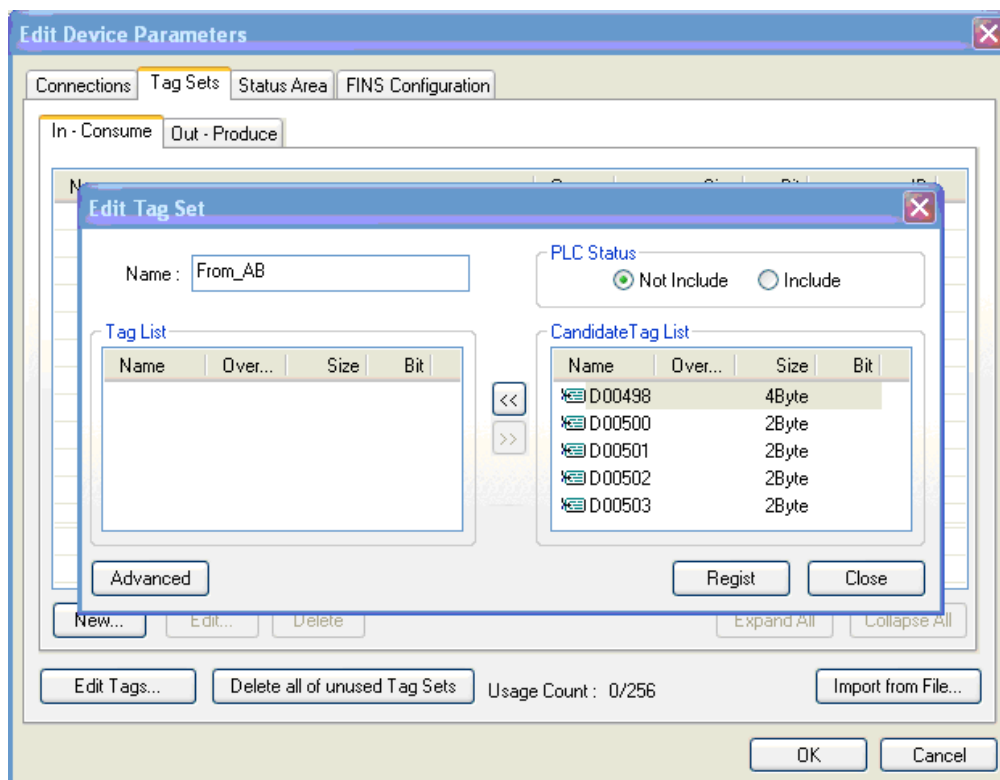 Edit Device Parameters
Connections Tag Sets Status Area FINS Configuration
In - Consume Out - Produce
Edit Tag Set
Name : From_AB
PLC Status
Not Include Include
Tag List
Name Over... Size Bit
<<
>>
CandidateTag List
Name Over... Size Bit
D00498 4Byte
D00500 2Byte
D00501 2Byte
D00502 2Byte
D00503 2Byte
Advanced Regist Close
New... Edit... Delete Expand All Collapse All
Edit Tags... Delete all of unused Tag Sets Usage Count : 0/256 Import from File...
OK Cancel